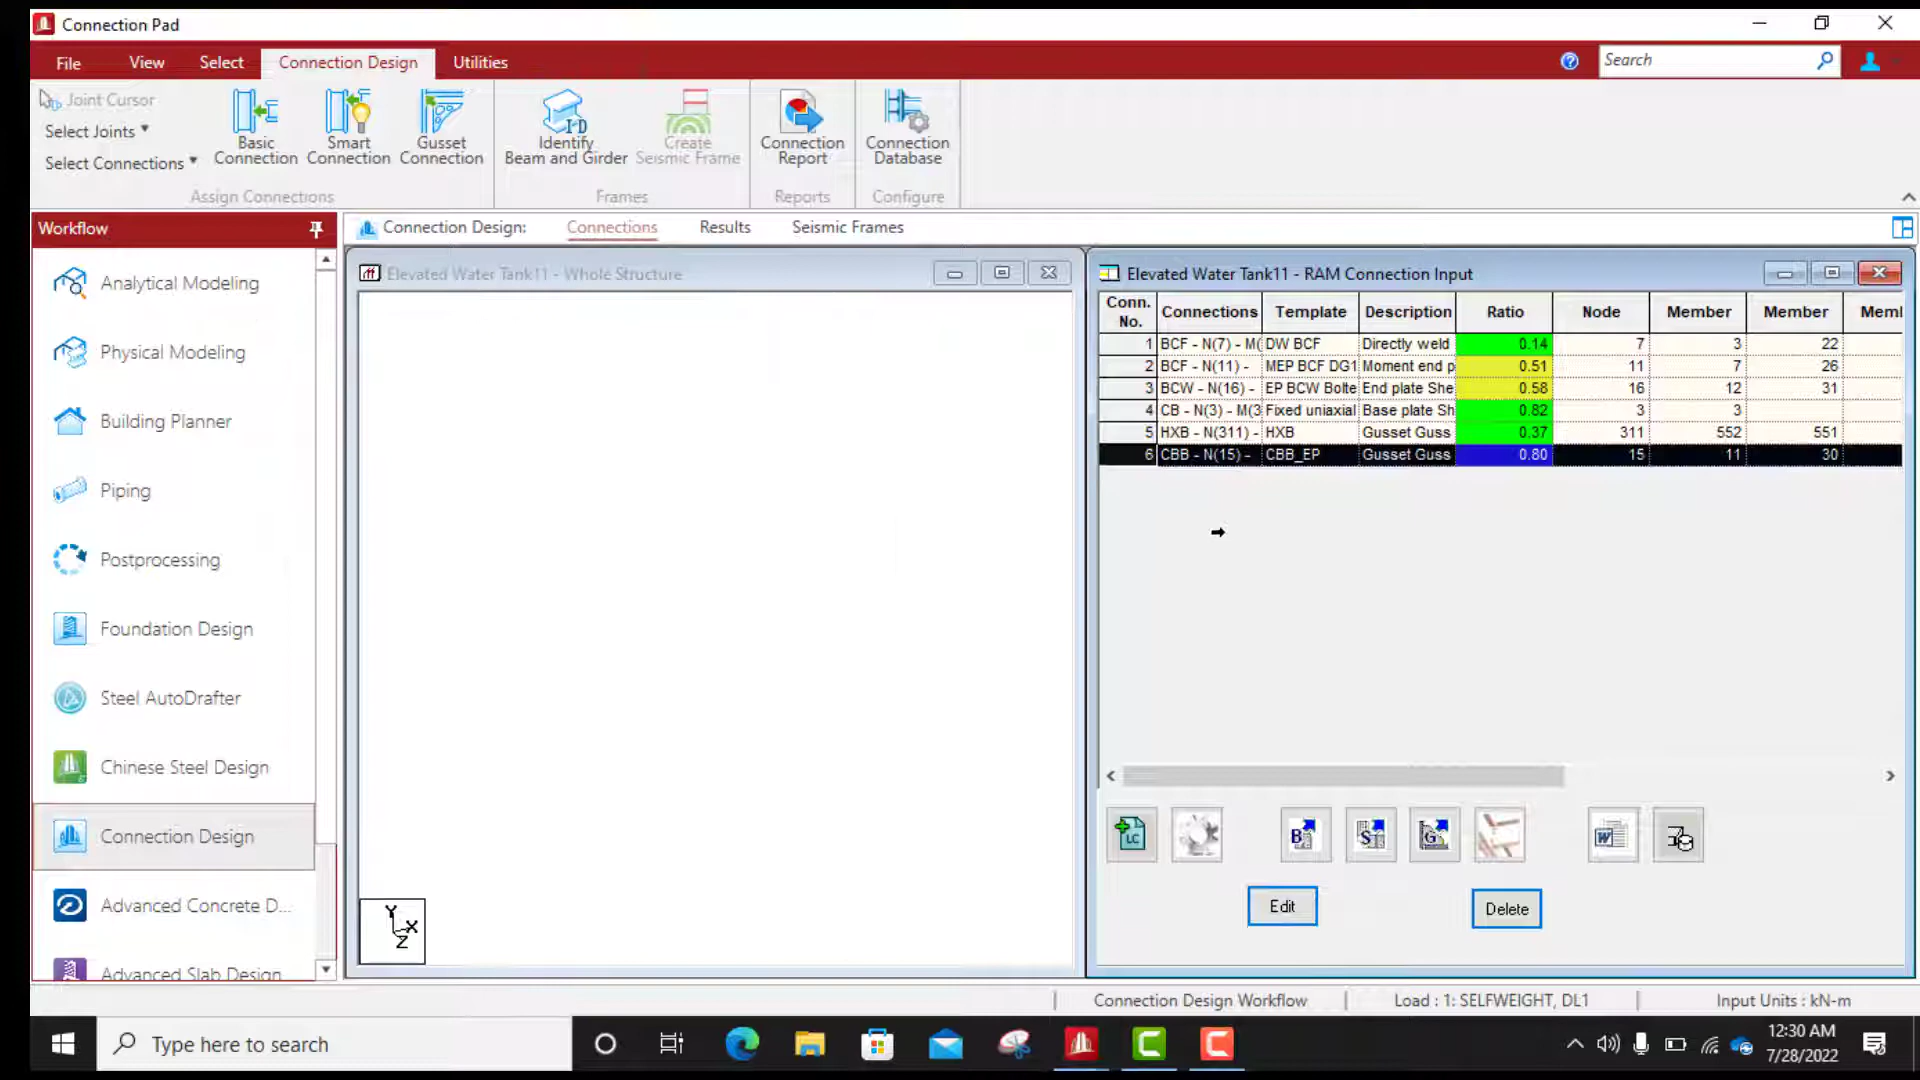 Connection Pad
File View Select Connection Design Utilities
Search
Joint Cursor
Select Joints
Select Connections
Basic Connection
Smart Connection
Gusset Connection
Assign Connections
Identify Beam and Girder
Create Seismic Frame
Frames
Connection Report
Reports
Connection Database
Configure
Workflow
Analytical Modeling
Physical Modeling
Building Planner
Piping
Postprocessing
Foundation Design
Steel AutoDrafter
Chinese Steel Design
Connection Design
Advanced Concrete D...
Advanced Slab Design
Connection Design: Connections Results Seismic Frames
Elevated Water Tank11 - Whole Structure
Y
X
Z
Elevated Water Tank11 - RAM Connection Input
Conn. No. Connections Template Description Ratio Node Member Member Meml
1 BCF - N(7) - M( DW BCF Directly weld 0.14 7 3 22
2 BCF - N(11) - MEP BCF DG1 Moment end p 0.51 11 7 26
3 BCW - N(16) - EP BCW Bolte End plate She 0.58 16 12 31
4 CB - N(3) - M(3 Fixed uniaxial Base plate Sh 0.82 3 3
5 HXB - N(311) - HXB Gusset Guss 0.37 311 552 551
6 CBB - N(15) - CBB_EP Gusset Guss 0.80 15 11 30
LC B S G W
Edit Delete
Connection Design Workflow Load : 1: SELFWEIGHT, DL1 Input Units : kN-m
Type here to search
12:30 AM
7/28/2022